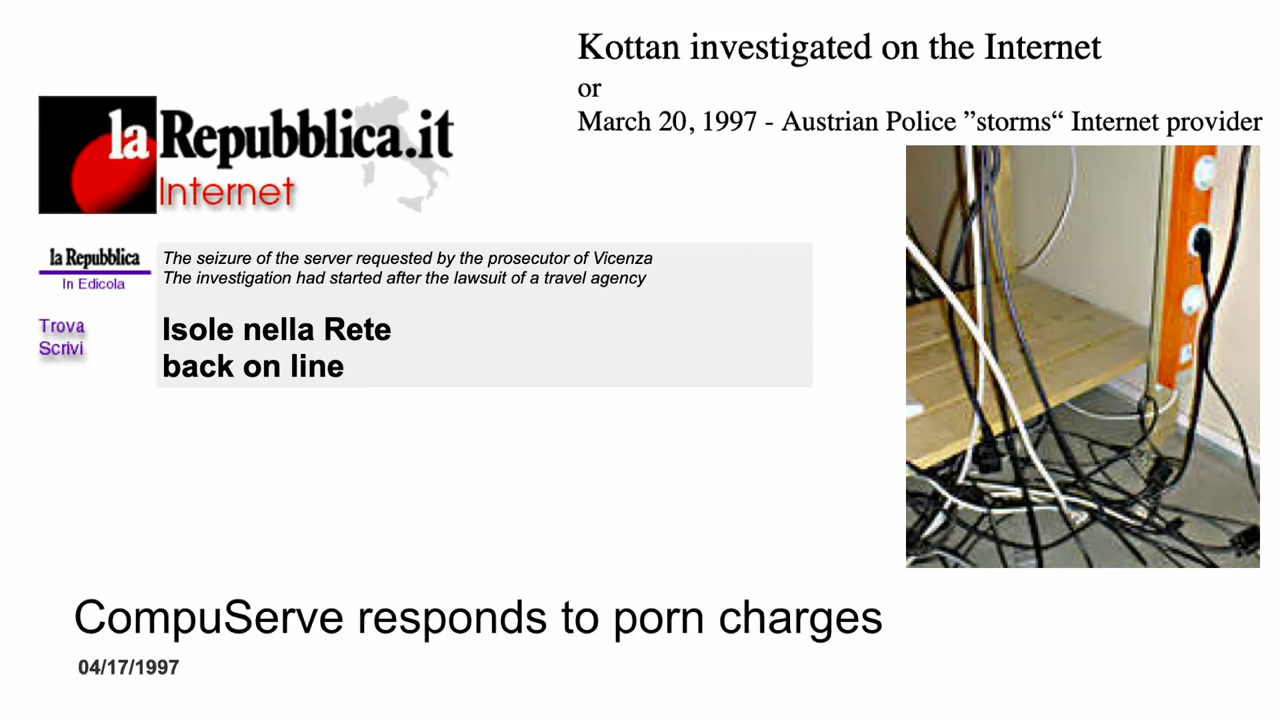 Kottan investigated on the Internet
or
March 20, 1997 - Austrian Police ”storms“ Internet provider
la Repubblica.it
Internet
la Repubblica
In Edicola
Trova
Scrivi
The seizure of the server requested by the prosecutor of Vicenza
The investigation had started after the lawsuit of a travel agency
Isole nella Rete
back on line
CompuServe responds to porn charges
04/17/1997